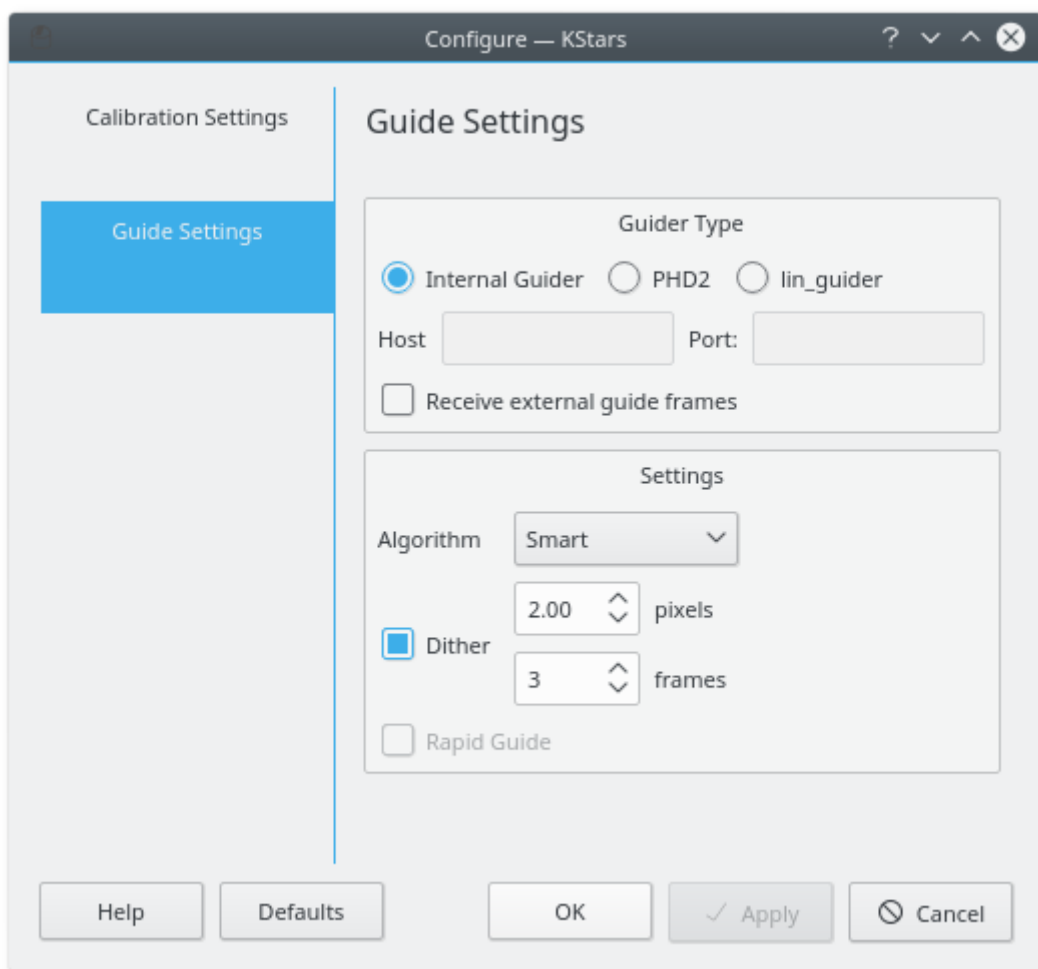 Configure — KStars
Calibration Settings
Guide Settings
Guide Settings
Guider Type
Internal Guider PHD2 lin_guider
Host Port:
Receive external guide frames
Settings
Algorithm Smart
2.00 pixels
Dither
3 frames
Rapid Guide
Help Defaults OK Apply Cancel